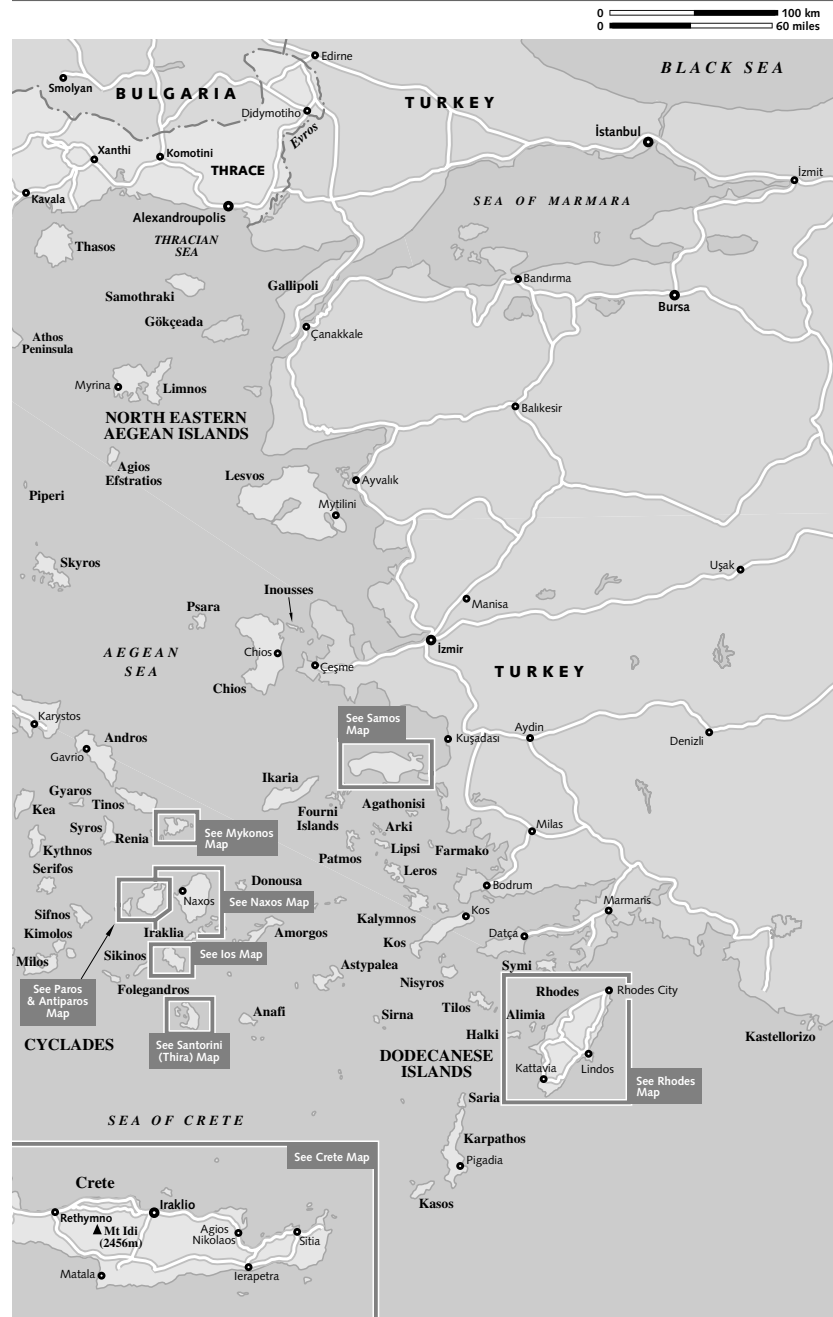 0 100 km
0 60 miles
Edirne
BLACK SEA
Smolyan
BULGARIA
TURKEY
Didymotiho
Evros
İstanbul
Xanthi
Komotini
THRACE
İzmit
Kavala
SEA OF MARMARA
Alexandroupolis
THRACIAN
SEA
Thasos
Bandırma
Gallipoli
Samothraki
Bursa
Gökçeada
Çanakkale
Athos
Peninsula
Myrina
Limnos
Balıkesir
NORTH EASTERN
AEGEAN ISLANDS
Agios
Efstratios
Lesvos
Ayvalık
Piperi
Mytilini
Skyros
Uşak
Inousses
Manisa
Psara
İzmir
AEGEAN
SEA
Chios
Çeşme
TURKEY
Chios
Karystos
See Samos
Map
Andros
Kuşadası
Aydin
Denizli
Gavrio
Ikaria
Gyaros
Tinos
Kea
Fourni
Islands
Agathonisi
Syros
Renia
See Mykonos
Map
Arki
Milas
Kythnos
Patmos
Lipsi
Farmako
Serifos
Leros
Donousa
Bodrum
Naxos
See Naxos Map
Marmaris
Sifnos
Kalymnos
Kos
Kimolos
Iraklia
Amorgos
Kos
Datça
Milos
Sikinos
See Ios Map
Astypalea
Symi
Nisyros
See Paros
& Antiparos
Map
Folegandros
Rhodes
Rhodes City
Tilos
Alimia
Anafi
Sirna
Halki
Kastellorizo
CYCLADES
See Santorini
(Thira) Map
DODECANESE
ISLANDS
Kattavia
Lindos
See Rhodes
Map
Saria
SEA OF CRETE
Karpathos
See Crete Map
Pigadia
Crete
Kasos
Iraklio
Rethymno
Mt Idi
(2456m)
Agios
Nikolaos
Sitia
Matala
Ierapetra